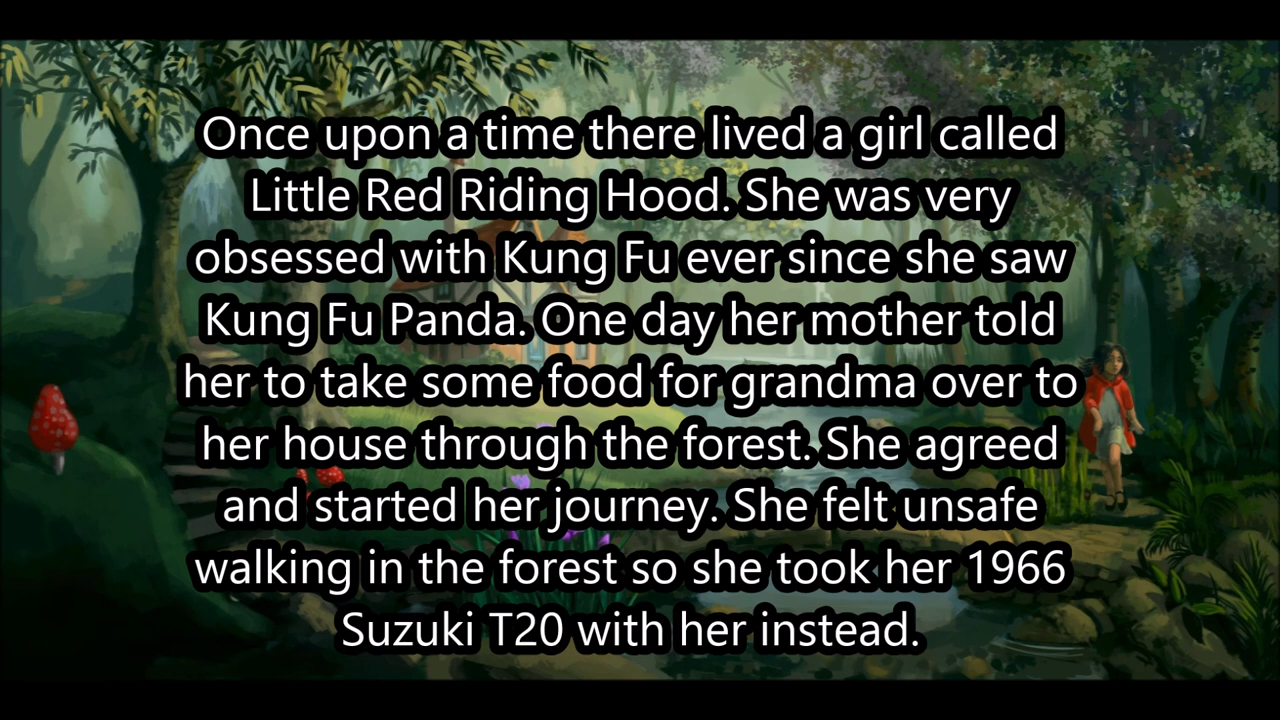 Once upon a time there lived a girl called
Little Red Riding Hood. She was very
obsessed with Kung Fu ever since she saw
Kung Fu Panda. One day her mother told
her to take some food for grandma over to
her house through the forest. She agreed
and started her journey. She felt unsafe
walking in the forest so she took her 1966
Suzuki T20 with her instead.